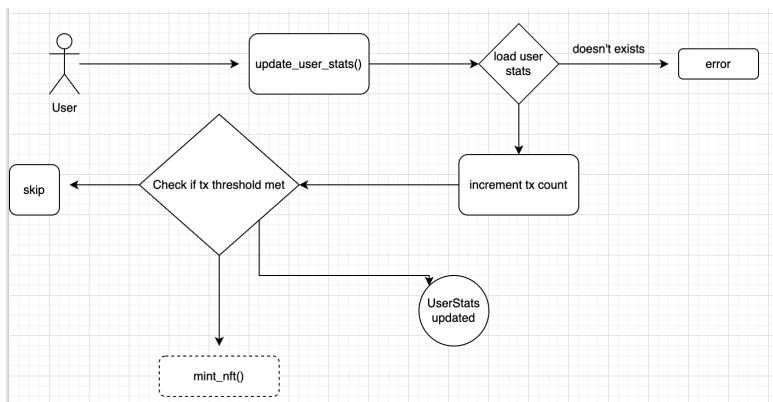 doesn't exists
update_user_stats()
load user
stats
error
User
skip
Check if tx threshold met
increment tx count
UserStats
updated
mint_nft()